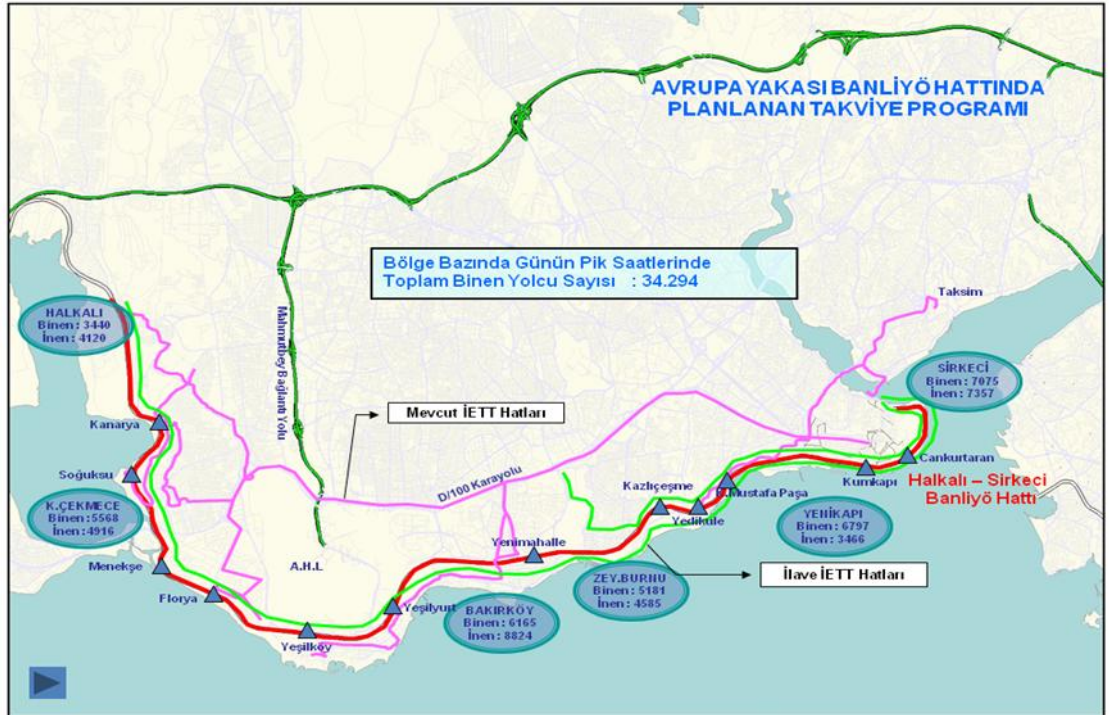 AVRUPA YAKASI BANLİYÖ HATTINDA
PLANLANAN TAKVİYE PROGRAMI
Bölge Bazında Günün Pik Saatlerinde
Toplam Binen Yolcu Sayısı : 34.294
Taksim
HALKALI
Binen : 3440
İnen : 4120
Mahmutbey Bağlantı Yolu
SİRKECİ
Binen : 7075
İnen : 7357
Mevcut İETT Hatları
Kanarya
Cankurtaran
Soğuksu
D/100 Karayolu
Kumkapı
Halkalı – Sirkeci
Banliyö Hattı
Kazlıçeşme
K.Mustafa Paşa
K.ÇEKMECE
Binen : 5568
İnen : 4916
Yedikule
YENİKAPI
Binen : 6797
İnen : 3466
Yenimahalle
Menekşe
A.H.L
İlave İETT Hatları
ZEY.BURNU
Binen : 5181
İnen : 4585
Florya
Yeşilyurt
BAKIRKÖY
Binen : 6165
İnen : 8824
Yeşilköy